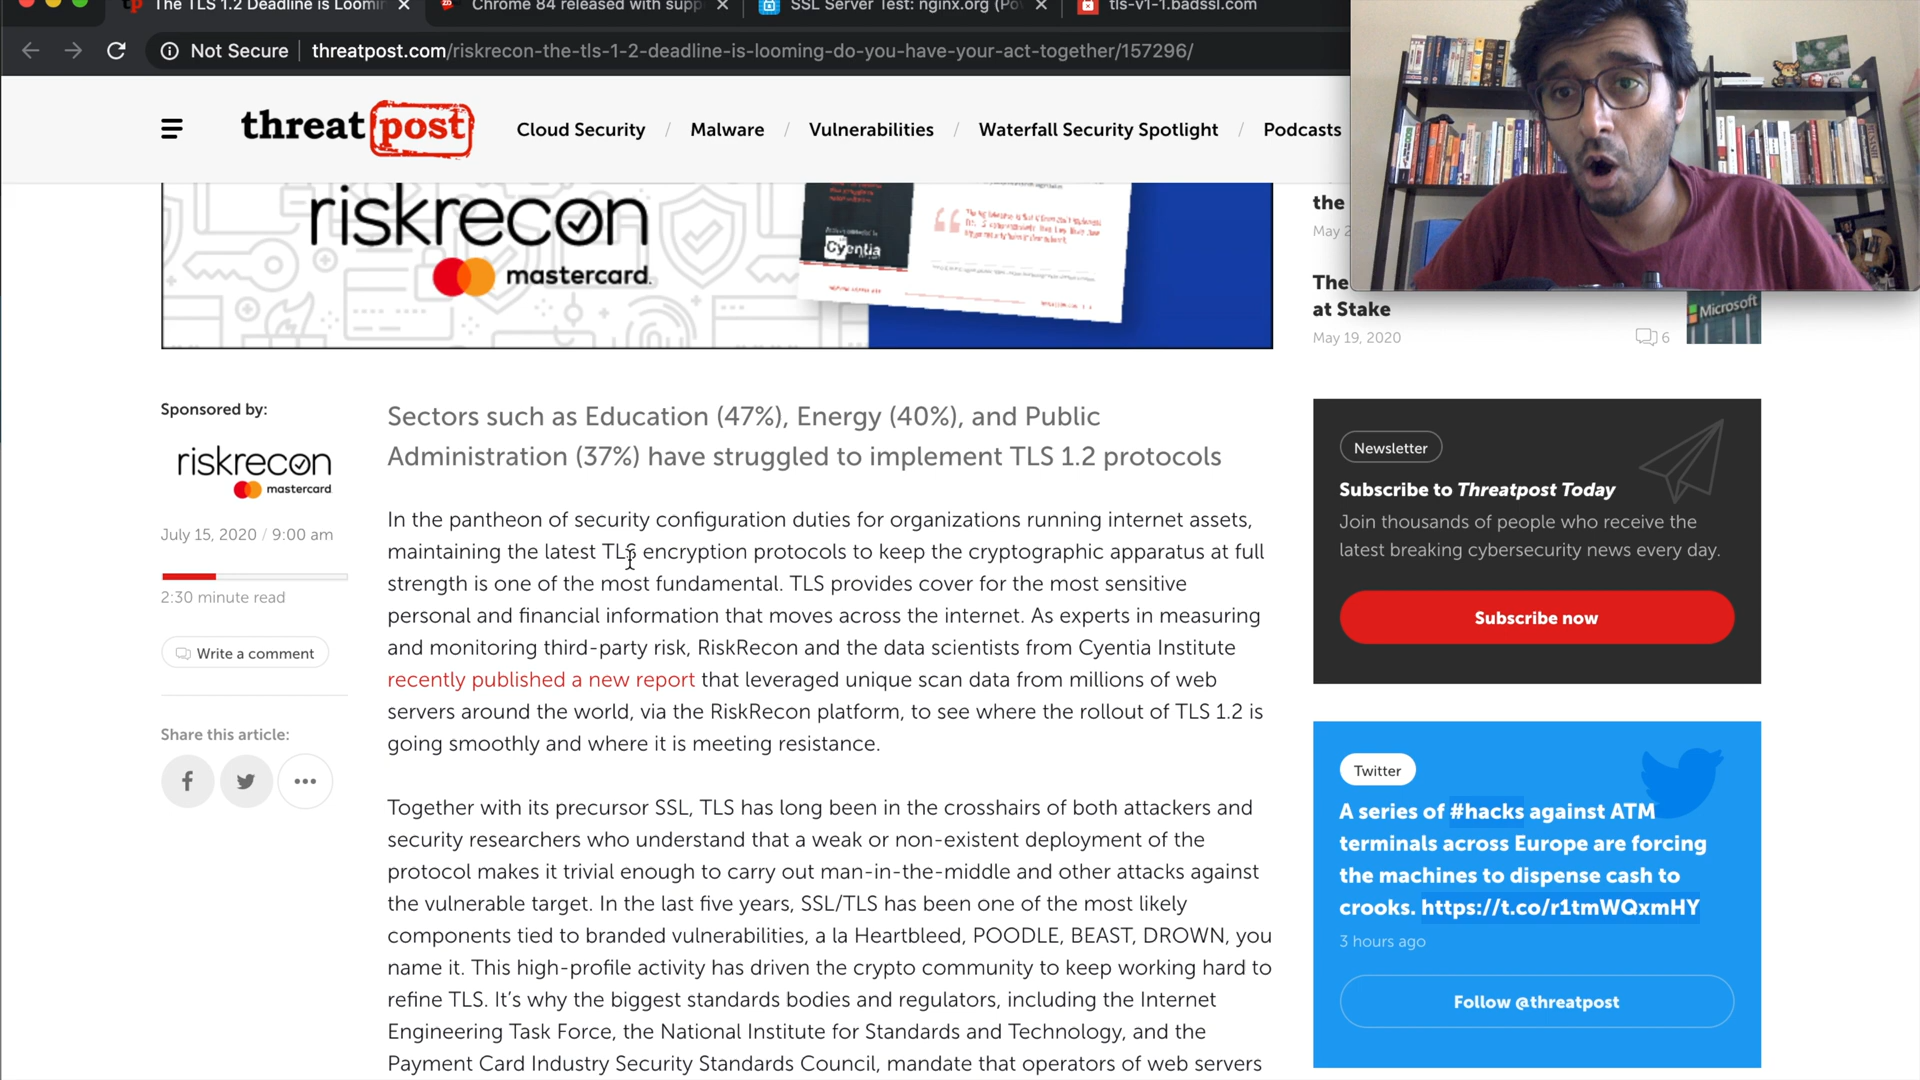 The TLS 1.2 Deadline is Loomin
Chrome 84 released with supp
SSL Server Test: nginx.org (Po
tls-v1-1.badssl.com
Not Secure
threatpost.com/riskrecon-the-tls-1-2-deadline-is-looming-do-you-have-your-act-together/157296/
threatpost
Cloud Security / Malware / Vulnerabilities / Waterfall Security Spotlight / Podcasts
riskrecon
mastercard.
Cyentia
the
May 2
The
at Stake
May 19, 2020
6
Microsoft
Sponsored by:
riskrecon
mastercard
July 15, 2020 / 9:00 am
2:30 minute read
Write a comment
Share this article:
Sectors such as Education (47%), Energy (40%), and Public
Administration (37%) have struggled to implement TLS 1.2 protocols
In the pantheon of security configuration duties for organizations running internet assets,
maintaining the latest TLS encryption protocols to keep the cryptographic apparatus at full
strength is one of the most fundamental. TLS provides cover for the most sensitive
personal and financial information that moves across the internet. As experts in measuring
and monitoring third-party risk, RiskRecon and the data scientists from Cyentia Institute
recently published a new report that leveraged unique scan data from millions of web
servers around the world, via the RiskRecon platform, to see where the rollout of TLS 1.2 is
going smoothly and where it is meeting resistance.
Together with its precursor SSL, TLS has long been in the crosshairs of both attackers and
security researchers who understand that a weak or non-existent deployment of the
protocol makes it trivial enough to carry out man-in-the-middle and other attacks against
the vulnerable target. In the last five years, SSL/TLS has been one of the most likely
components tied to branded vulnerabilities, a la Heartbleed, POODLE, BEAST, DROWN, you
name it. This high-profile activity has driven the crypto community to keep working hard to
refine TLS. It's why the biggest standards bodies and regulators, including the Internet
Engineering Task Force, the National Institute for Standards and Technology, and the
Payment Card Industry Security Standards Council, mandate that operators of web servers
Newsletter
Subscribe to Threatpost Today
Join thousands of people who receive the
latest breaking cybersecurity news every day.
Subscribe now
Twitter
A series of #hacks against ATM
terminals across Europe are forcing
the machines to dispense cash to
crooks. https://t.co/r1tmWQxmHY
3 hours ago
Follow @threatpost